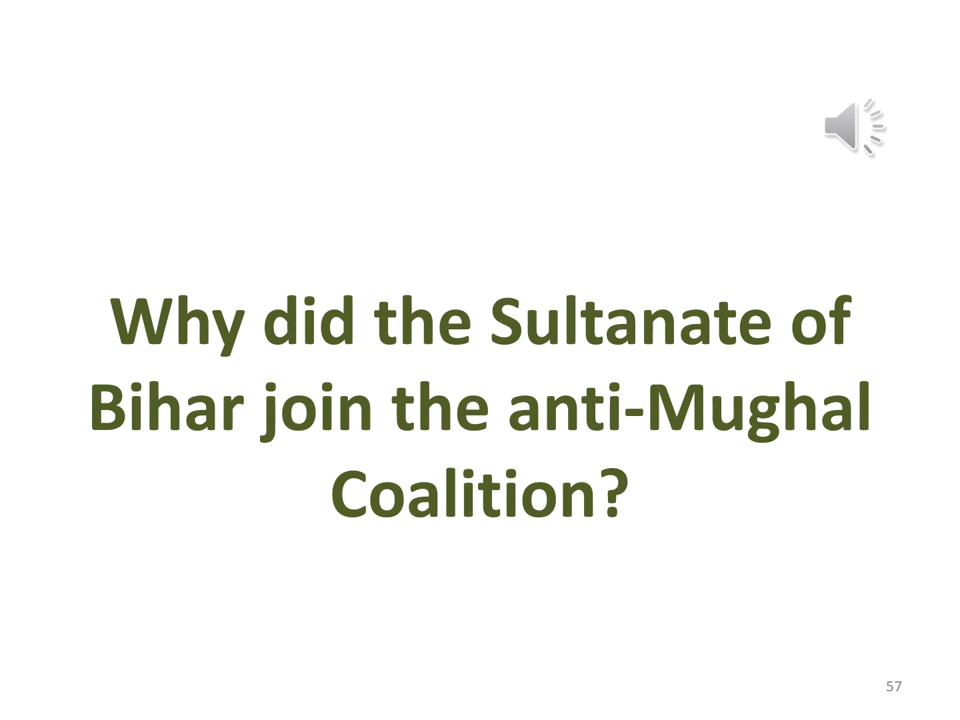 Why did the Sultanate of
Bihar join the anti-Mughal
Coalition?
57